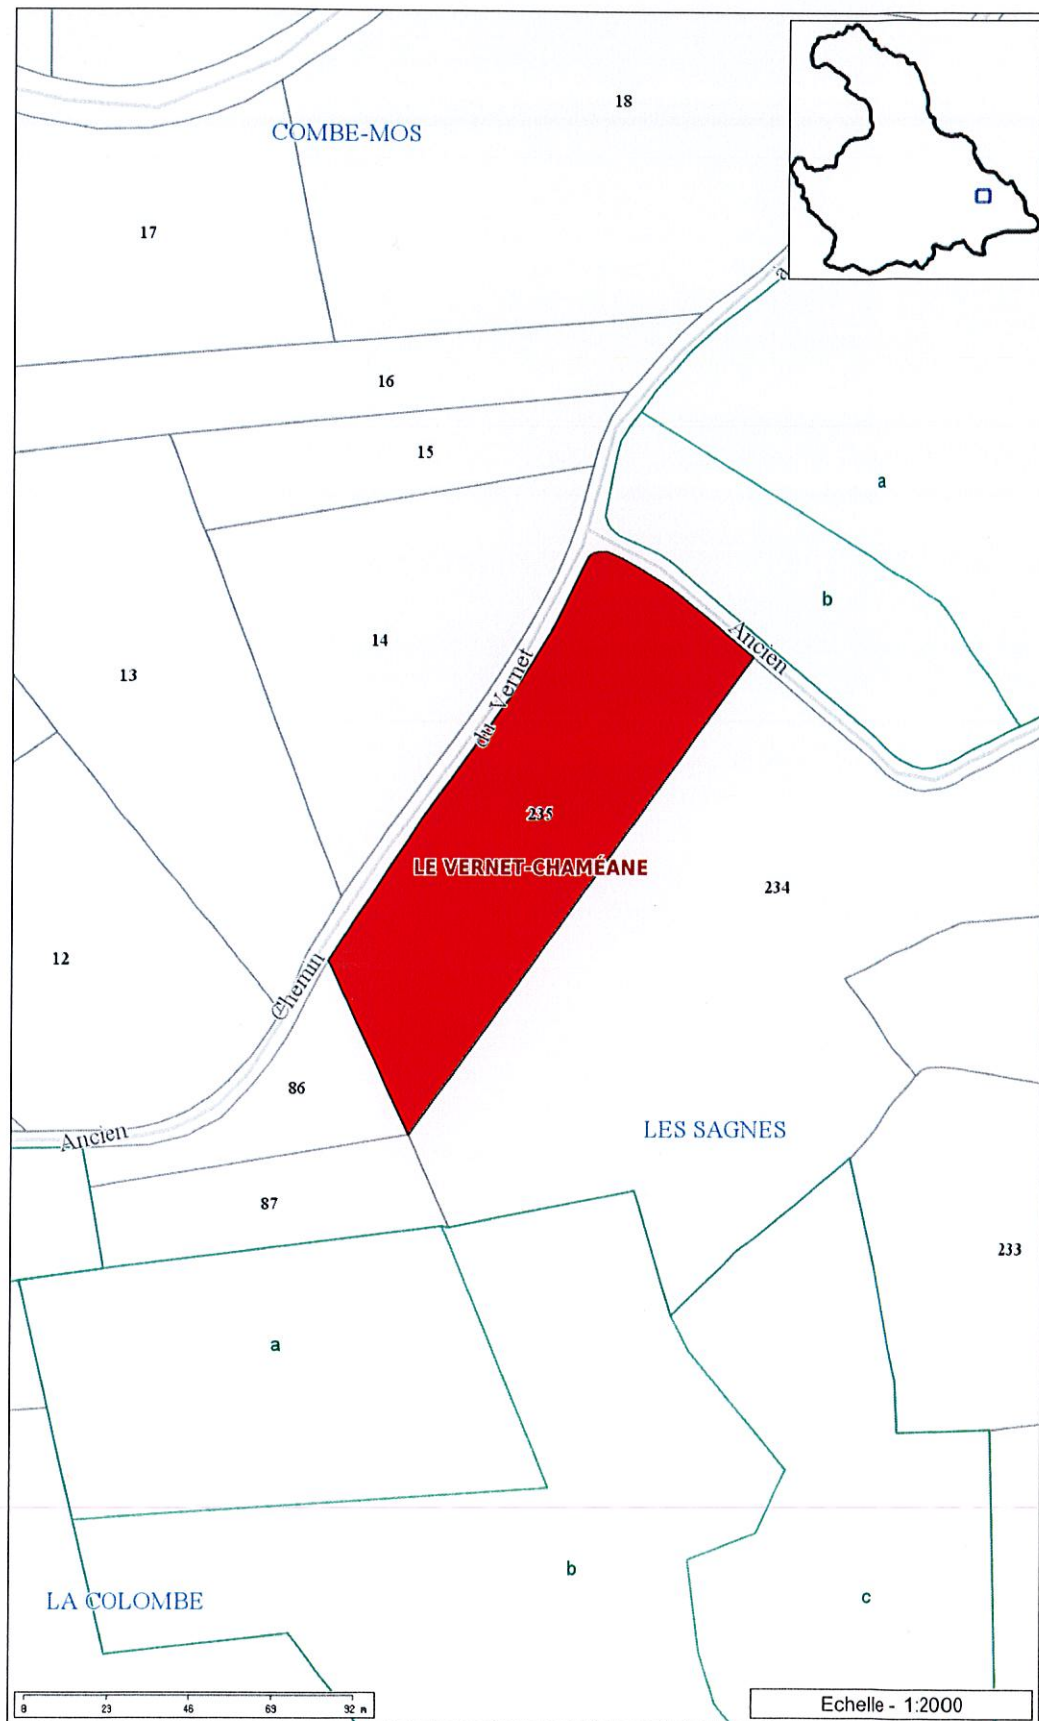 18
COMBE-MOS
17
a
16
15
a
b
Ancien
14
du Vernet
13
235
LE VERNET-CHAMÉANE
234
12
Chemin
86
LES SAGNES
Ancien
87
233
a
b
c
LA COLOMBE
0 23 46 69 92 m
Echelle - 1:2000